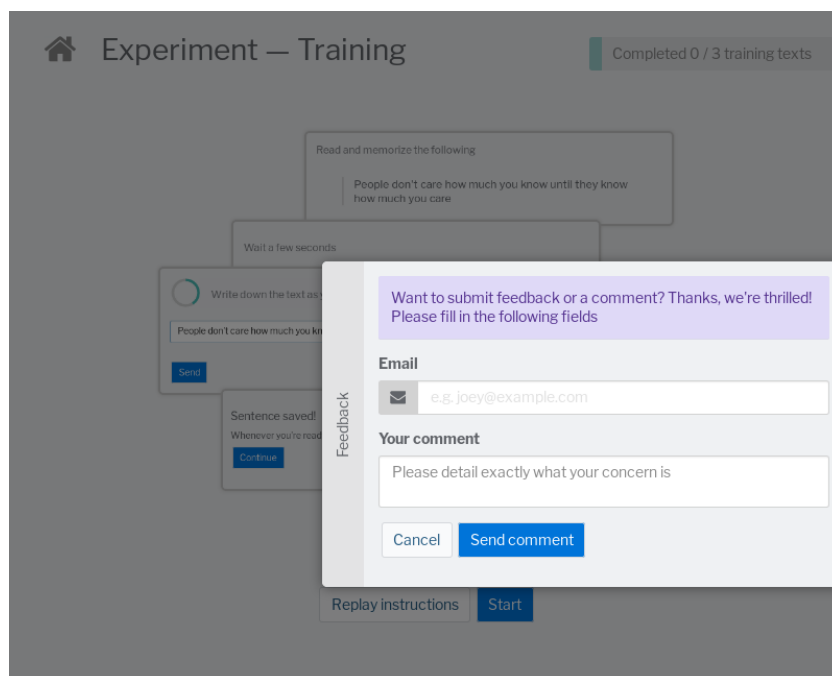 Experiment — Training
Completed 0 / 3 training texts
Read and memorize the following
People don't care how much you know until they know
how much you care
Wait a few seconds
Write down the text as
People don't care how much you kn
Send
Sentence saved!
Whenever you're read
Continue
Feedback
Want to submit feedback or a comment? Thanks, we're thrilled!
Please fill in the following fields
Email
e.g. joey@example.com
Your comment
Please detail exactly what your concern is
Cancel
Send comment
Replay instructions
Start